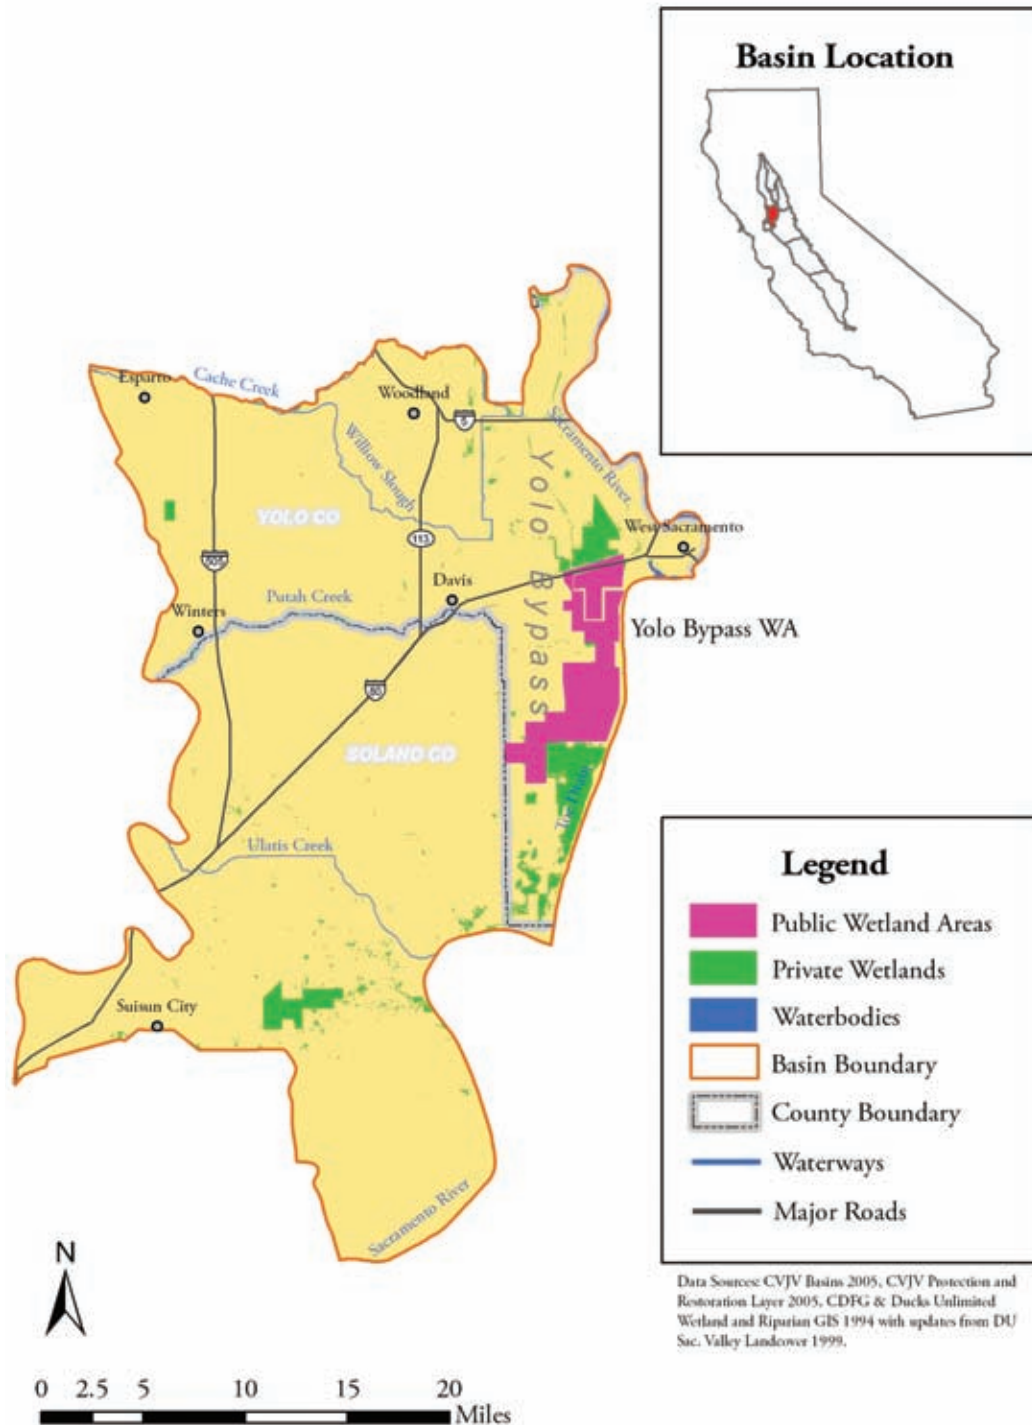 Basin Location
Esparto
Cache Creek
Woodland
5
Sacramento River
Willow Slough
Yolo Bypass
YOLO CO
West Sacramento
113
505
Davis
Putah Creek
Winters
Yolo Bypass WA
80
SOLANO CO
Ulatis Creek
Suisun City
Sacramento River
Legend
Public Wetland Areas
Private Wetlands
Waterbodies
Basin Boundary
County Boundary
Waterways
Major Roads
N
Data Sources: CVJV Basins 2005, CVJV Protection and
Restoration Layer 2005, CDFG & Ducks Unlimited
Wetland and Riparian GIS 1994 with updates from DU
Sac. Valley Landcover 1999.
0 2.5 5 10 15 20
Miles